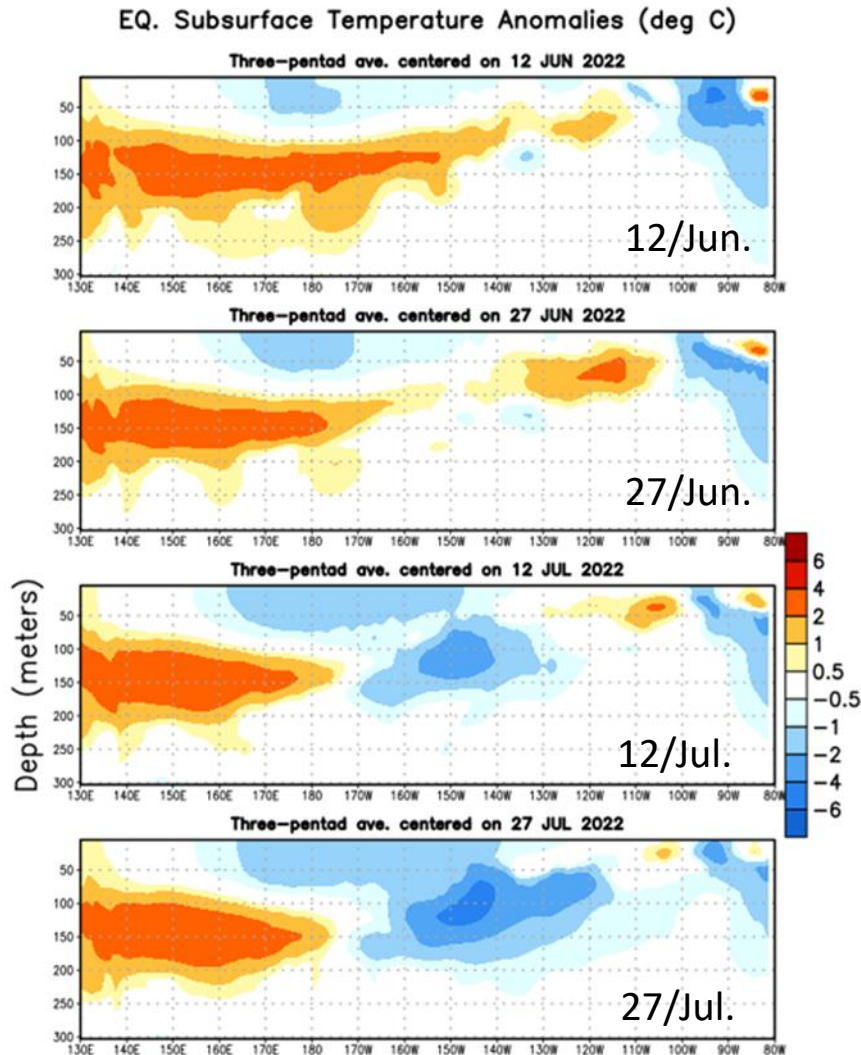 EQ. Subsurface Temperature Anomalies (deg C)
Three-pentad ave. centered on 12 JUN 2022
50
100
150
200
250
300
12/Jun.
130E 140E 150E 160E 170E 180 170W 160W 150W 140W 130W 120W 110W 100W 90W 80W
Three-pentad ave. centered on 27 JUN 2022
50
100
150
200
250
300
27/Jun.
130E 140E 150E 160E 170E 180 170W 160W 150W 140W 130W 120W 110W 100W 90W 80W
Three-pentad ave. centered on 12 JUL 2022
50
100
150
200
250
300
12/Jul.
130E 140E 150E 160E 170E 180 170W 160W 150W 140W 130W 120W 110W 100W 90W 80W
Three-pentad ave. centered on 27 JUL 2022
50
100
150
200
250
300
27/Jul.
130E 140E 150E 160E 170E 180 170W 160W 150W 140W 130W 120W 110W 100W 90W 80W
Depth (meters)
6
4
2
1
0.5
−0.5
−1
−2
−4
−6